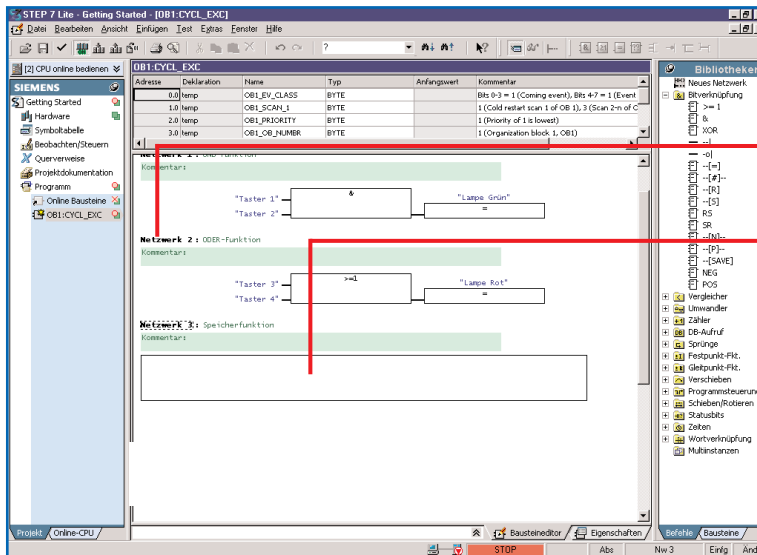 STEP 7 Lite - Getting Started - [OB1:CYCL_EXC]
Datei Bearbeiten Ansicht Einfügen Test Extras Fenster Hilfe
?
[2] CPU online bedienen
SIEMENS
Getting Started
Hardware
Symboltabelle
Beobachten/Steuern
Querverweise
Projektdokumentation
Programm
Online Bausteine
OB1:CYCL_EXC
Projekt Online-CPU
OB1:CYCL_EXC
Adresse Deklaration Name Typ Anfangswert Kommentar
0.0 temp OB1_EV_CLASS BYTE Bits 0-3 = 1 (Coming event), Bits 4-7 = 1 (Event
1.0 temp OB1_SCAN_1 BYTE 1 (Cold restart scan 1 of OB 1), 3 (Scan 2-n of O
2.0 temp OB1_PRIORITY BYTE 1 (Priority of 1 is lowest)
3.0 temp OB1_OB_NUMBR BYTE 1 (Organization block 1, OB1)
Netzwerk 1: UND-Funktion
Kommentar:
"Taster 1"
"Taster 2"
&
"Lampe Grün"
=
Netzwerk 2: ODER-Funktion
Kommentar:
"Taster 3"
"Taster 4"
>=1
"Lampe Rot"
=
Netzwerk 3: Speicherfunktion
Kommentar:
Bausteineditor Eigenschaften
Bibliotheken
Neues Netzwerk
Bitverknüpfung
>= 1
&
XOR
--|
-o|
--[=]
--[#]--
--[R]
--[S]
RS
SR
--[N]--
--[P]--
--[SAVE]
NEG
POS
Vergleicher
Umwandler
Zähler
DB-Aufruf
Sprünge
Festpunkt-Fkt.
Gleitpunkt-Fkt.
Verschieben
Programmsteuerung
Schieben/Rotieren
Statusbits
Zeiten
Wortverknüpfung
Multiinstanzen
Befehle Bausteine
STOP Abs Nw 3 Einfg Änd